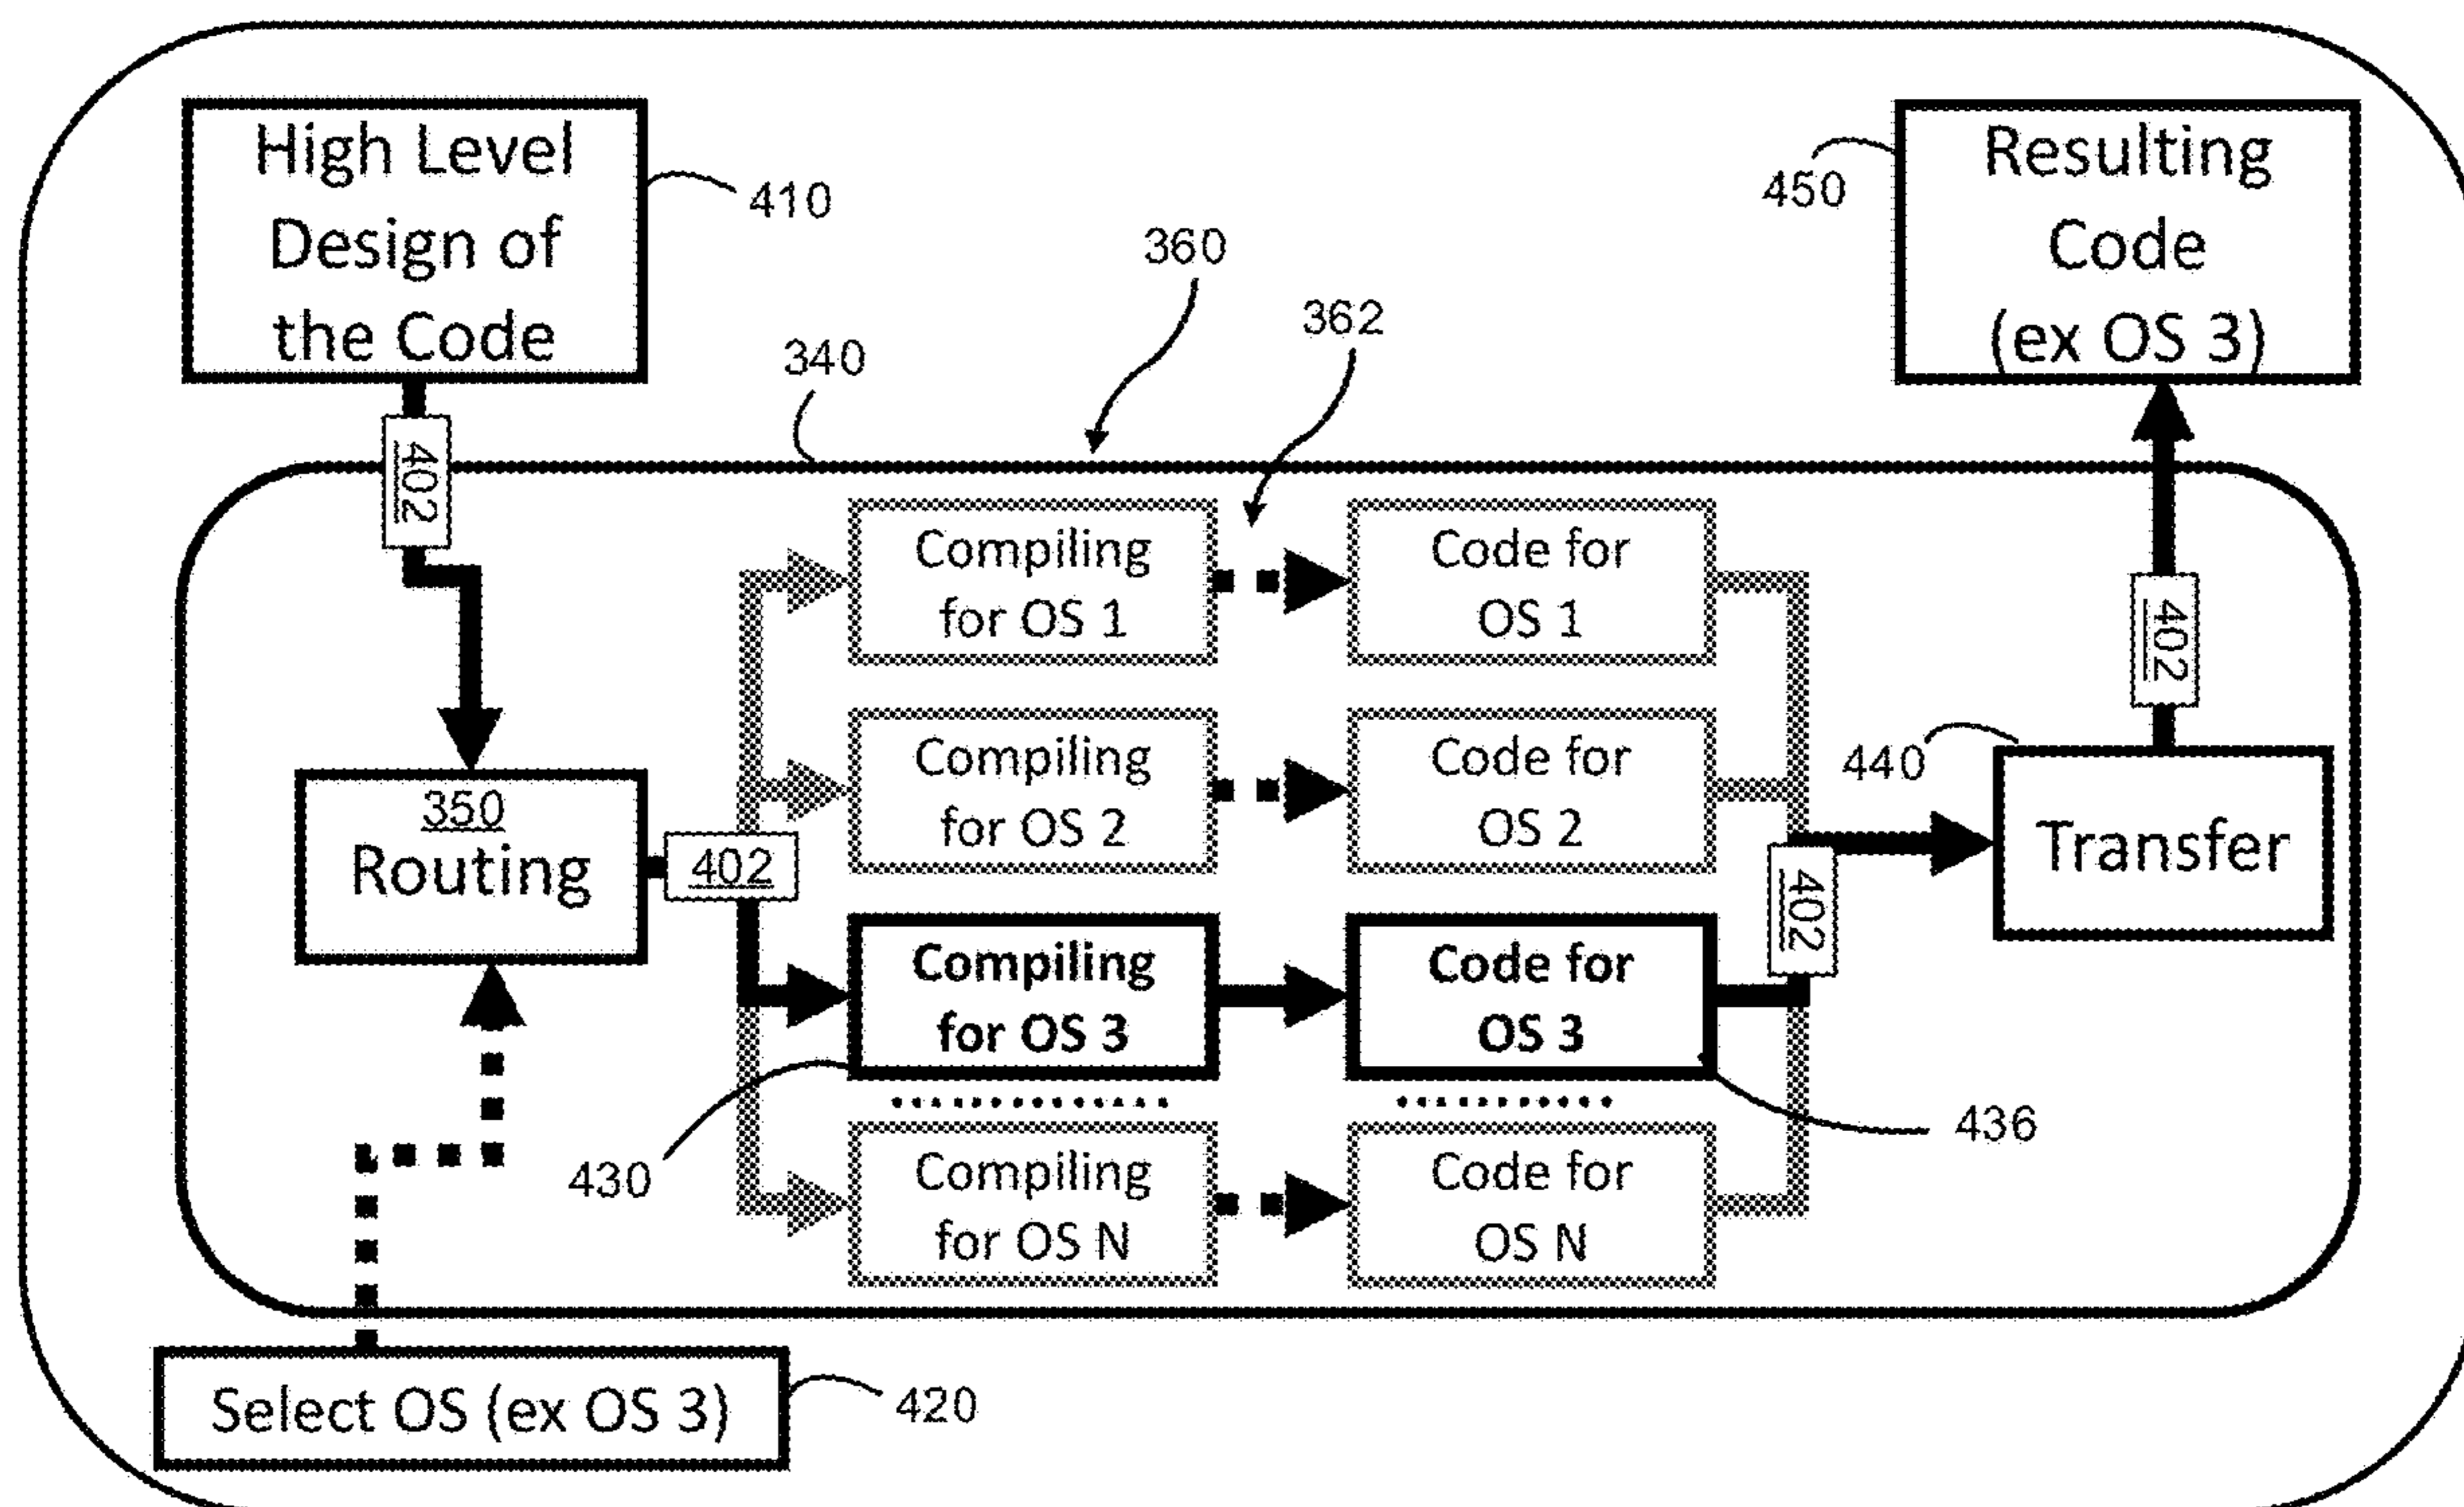 High Level
Design of
the Code
410
450
Resulting
Code
(ex OS 3)
360
362
340
402
402
350
Routing
402
Compiling
for OS 1
Code for
OS 1
Compiling
for OS 2
Code for
OS 2
Compiling
for OS 3
Code for
OS 3
Compiling
for OS N
Code for
OS N
402
440
Transfer
430
436
Select OS (ex OS 3)
420